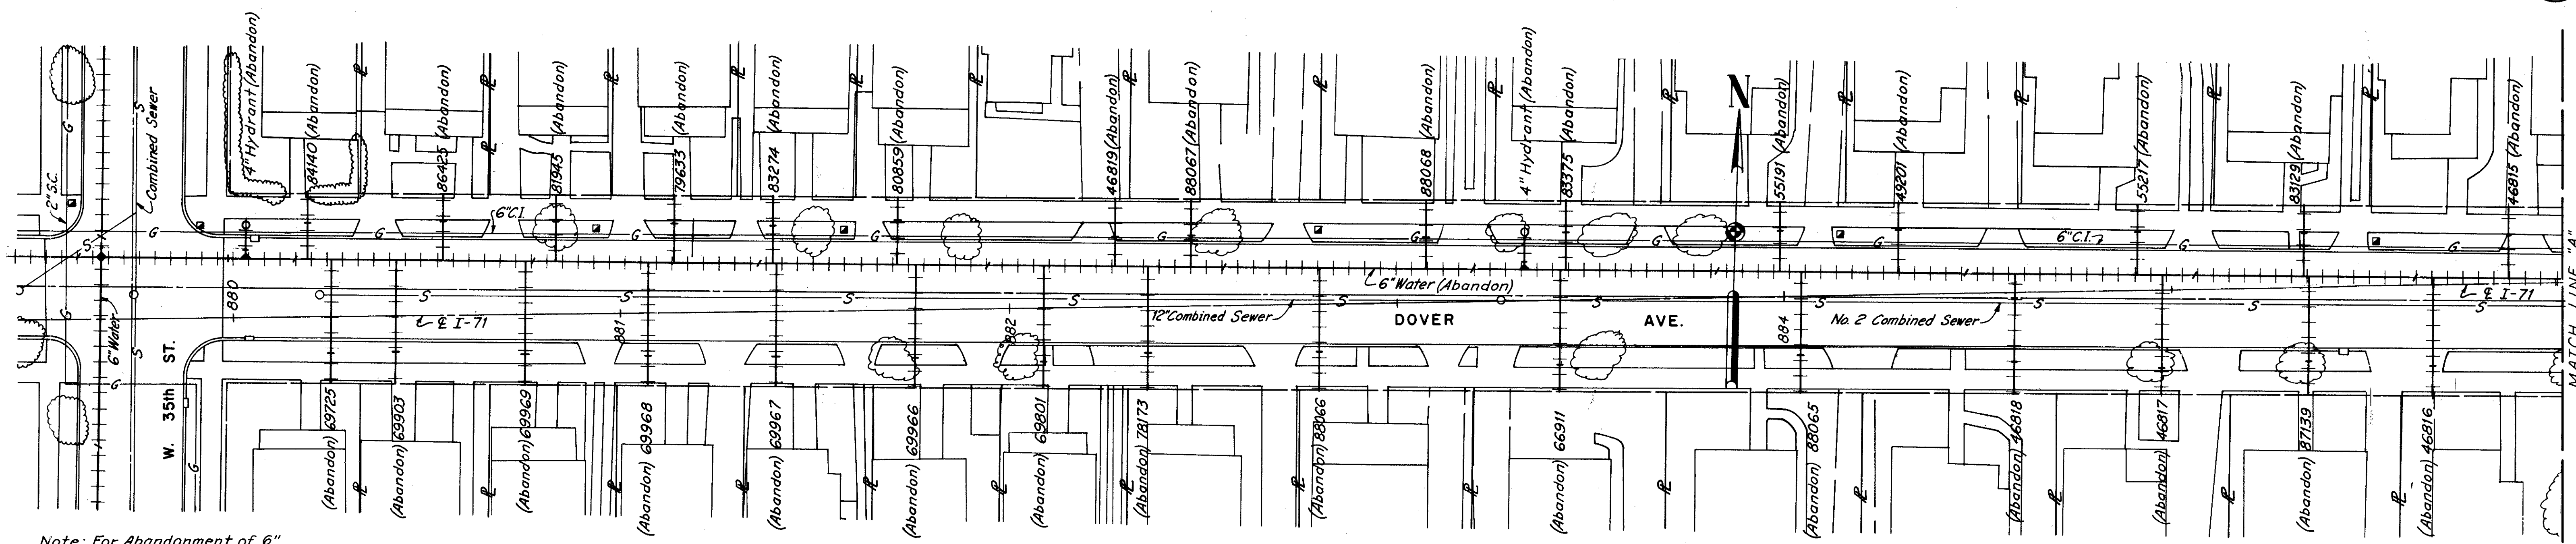 4" Hydrant (Abandon)
84140 (Abandon)
86425 (Abandon)
81945 (Abandon)
79633 (Abandon)
83274 (Abandon)
80859 (Abandon)
46819 (Abandon)
88067 (Abandon)
88068 (Abandon)
4" Hydrant (Abandon)
83375 (Abandon)
N
55191 (Abandon)
49201 (Abandon)
55217 (Abandon)
83129 (Abandon)
46815 (Abandon)
2" S.C.
Combined Sewer
6" C.I.
6" C.I.
6" Water
6" Water (Abandon)
880
881
882
884
℄ I-71
12" Combined Sewer
DOVER AVE.
No. 2 Combined Sewer
℄ I-71
MATCH LINE "A"
W. 35th ST.
(Abandon) 69725
(Abandon) 69903
(Abandon) 69969
(Abandon) 69968
(Abandon) 69967
(Abandon) 69966
(Abandon) 69801
(Abandon) 78173
(Abandon) 88066
(Abandon) 66911
(Abandon) 88065
(Abandon) 46818
(Abandon) 46817
(Abandon) 87139
(Abandon) 46816
Note: For Abandonment of 6"